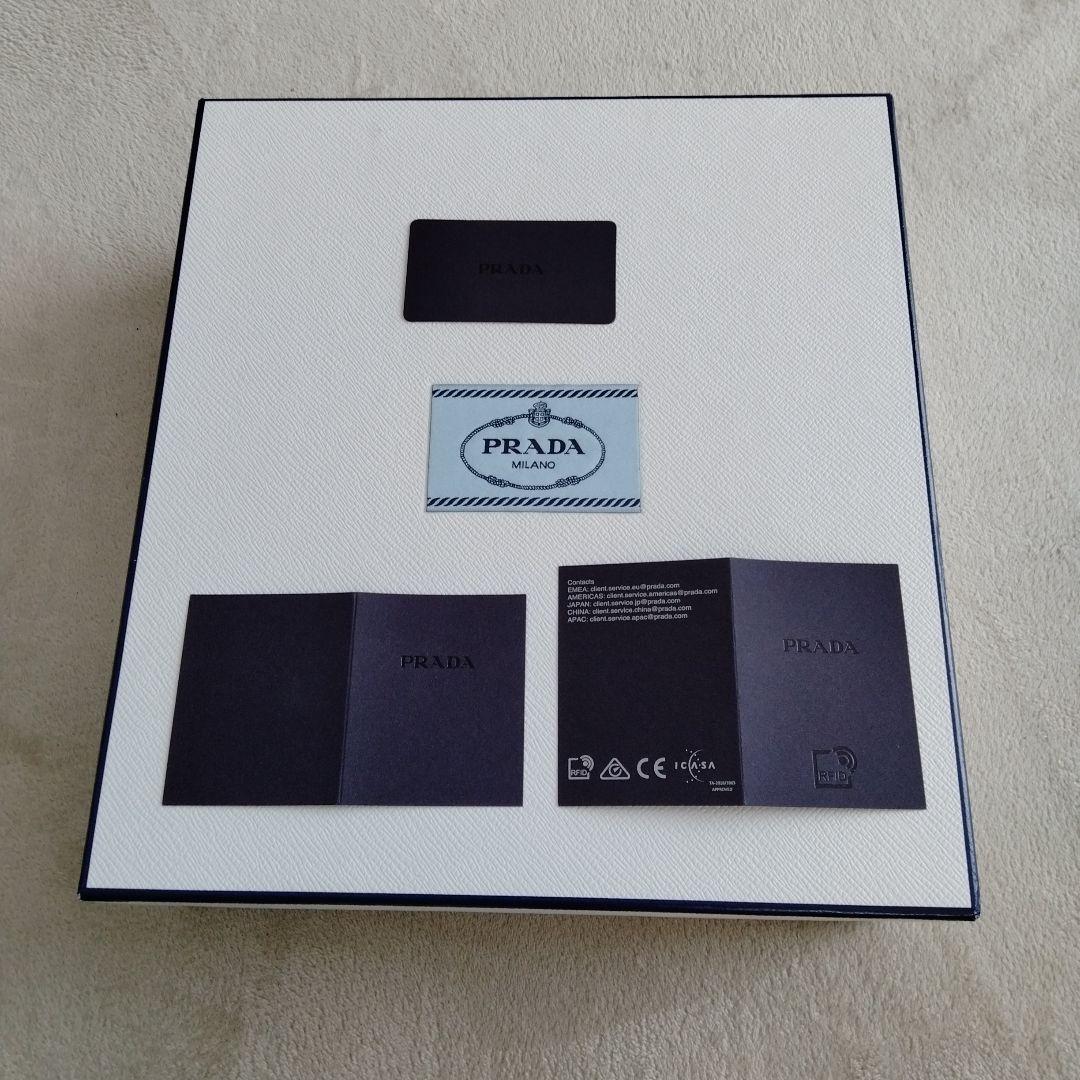 PRADA
PRADA
MILANO
PRADA
Contacts
EMEA: client.service.eu@prada.com
AMERICAS: client.service.americas@prada.com
JAPAN: client.service.jp@prada.com
CHINA: client.service.china@prada.com
APAC: client.service.apac@prada.com
PRADA
RFID
CE
ICASA
APPROVED
RFID